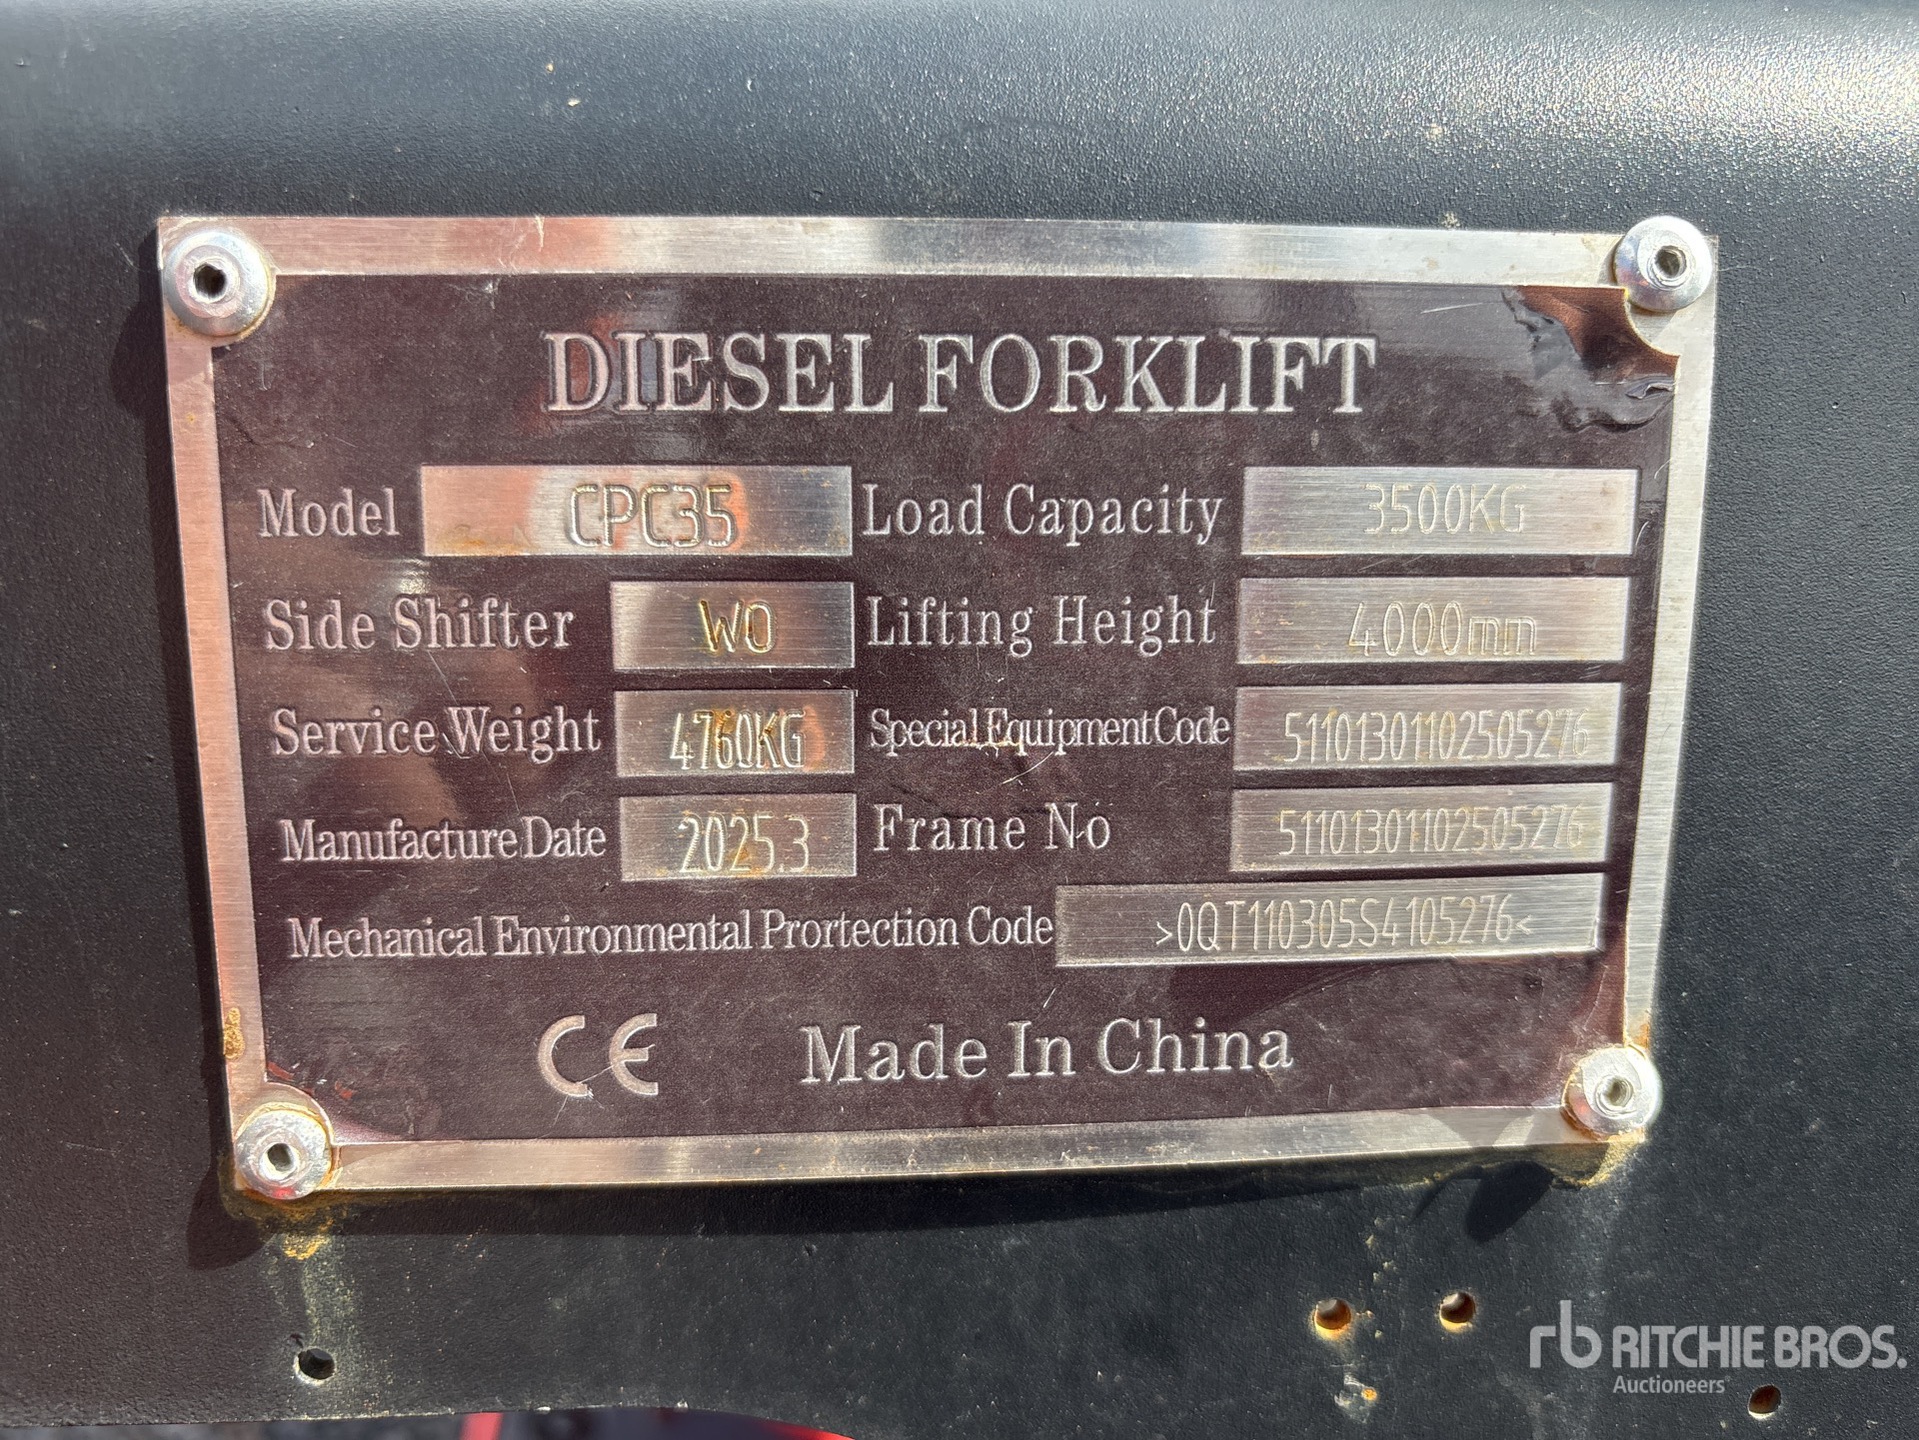 DIESEL FORKLIFT
Model CPC35 Load Capacity 3500KG
Side Shifter WO Lifting Height 4000mm
Service Weight 4760KG Special Equipment Code 51101301102505276
Manufacture Date 2025.3 Frame No 51101301102505276
Mechanical Environmental Prortection Code >0QT110305S4105276<
CE Made In China
rb RITCHIE BROS.
Auctioneers